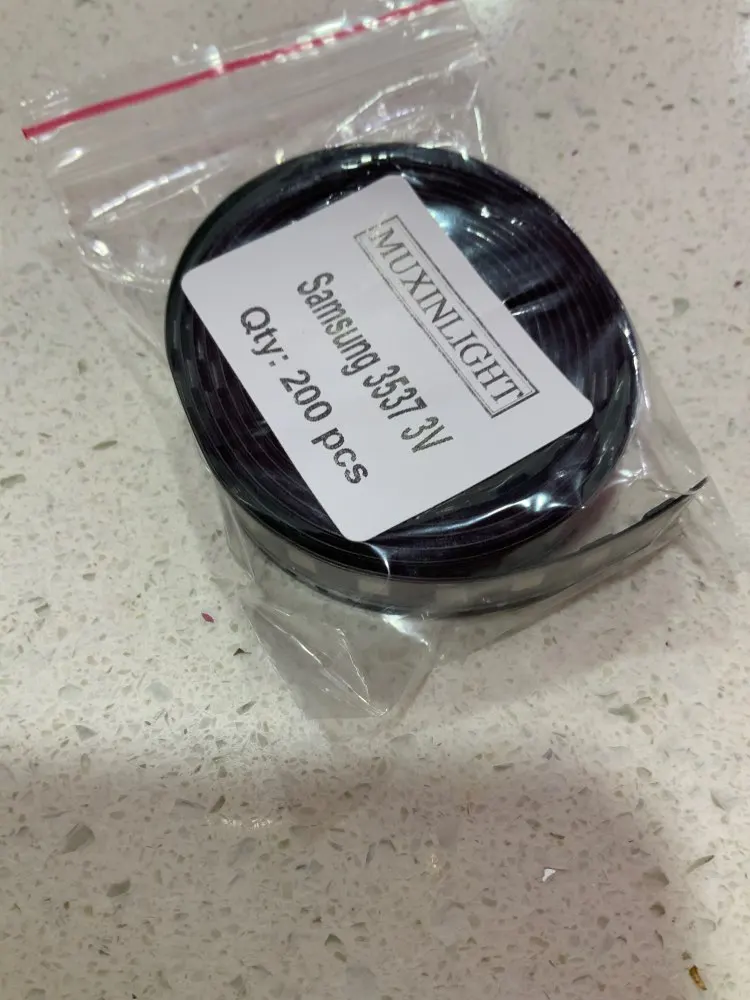 MUXINLIGHT
Samsung 3537 3V
Qty: 200 pcs